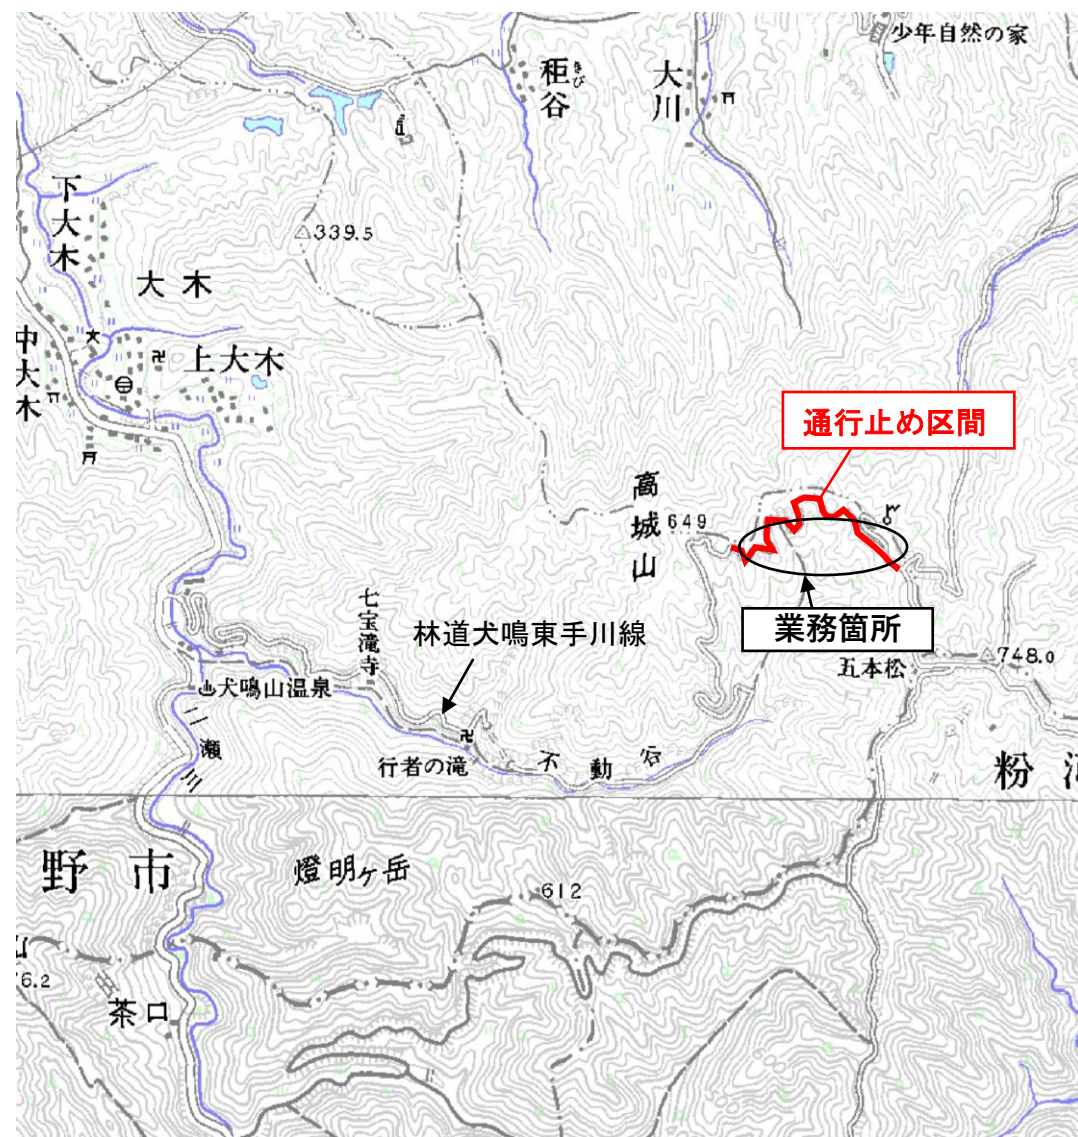 少年自然の家
秬谷
きび
大川
下大木
339.5
大木
中大木
上大木
通行止め区間
高城山
649
業務箇所
七宝滝寺
林道犬鳴東手川線
748.0
五本松
犬鳴山温泉
二瀬川
行者の滝
不動谷
粉河
野市
燈明ヶ岳
612
6.2
茶口